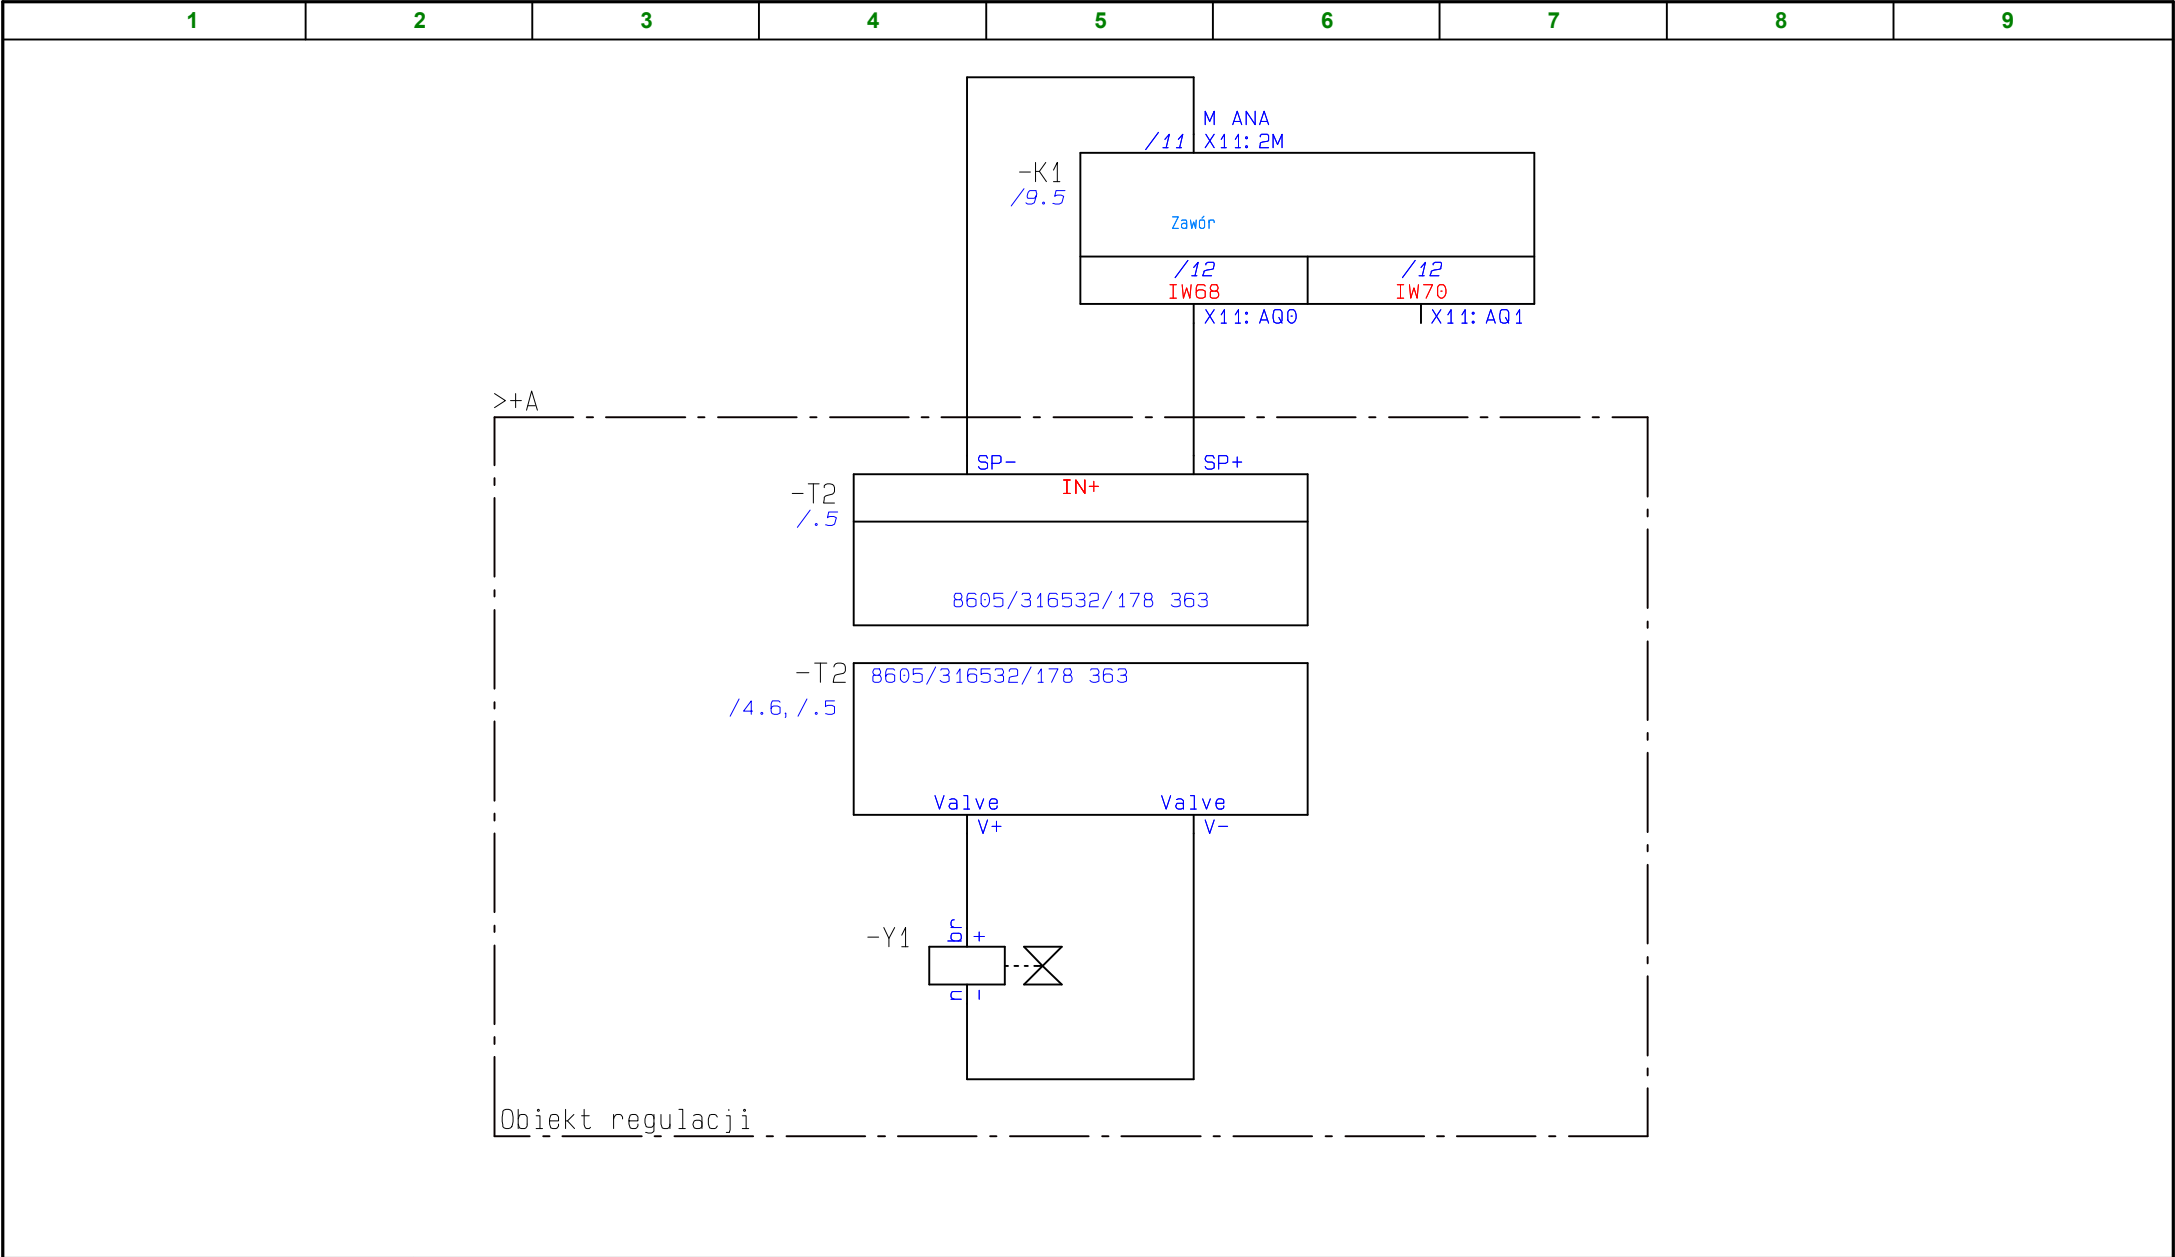 1 2 3 4 5 6 7 8 9
M ANA
/11 X11:2M
-K1
/9.5
Zawór
/12 /12
IW68 IW70
X11:AQ0 X11:AQ1
>+A
SP- SP+
-T2 IN+
/.5
8605/316532/178 363
-T2 8605/316532/178 363
/4.6,/.5
Valve Valve
V+ V-
-Y1 br +
n -
Obiekt regulacji